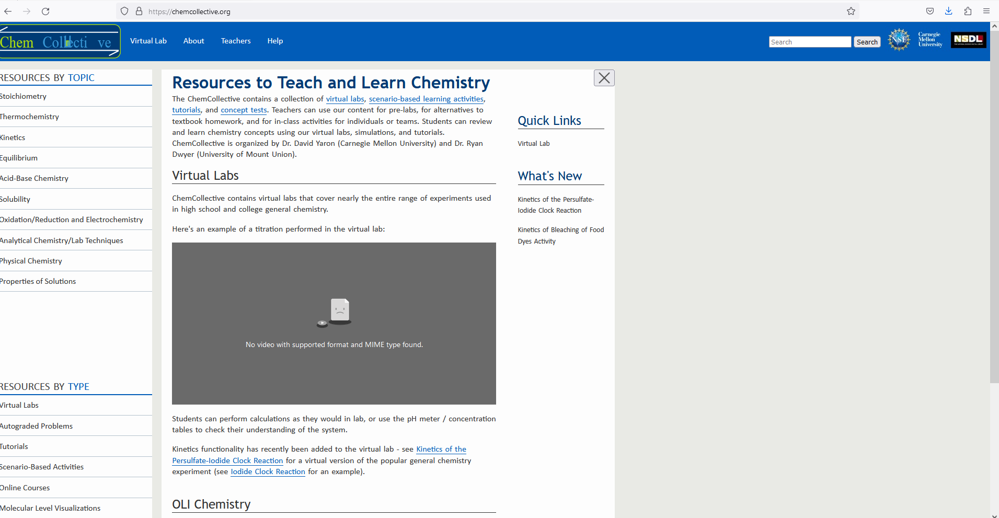 https://chemcollective.org
Chem Collecti ve
Virtual Lab About Teachers Help
Search Search
NSF
Carnegie
Mellon
University
NSDL
RESOURCES BY TOPIC
Stoichiometry
Thermochemistry
Kinetics
Equilibrium
Acid-Base Chemistry
Solubility
Oxidation/Reduction and Electrochemistry
Analytical Chemistry/Lab Techniques
Physical Chemistry
Properties of Solutions
RESOURCES BY TYPE
Virtual Labs
Autograded Problems
Tutorials
Scenario-Based Activities
Online Courses
Molecular Level Visualizations
Resources to Teach and Learn Chemistry
The ChemCollective contains a collection of virtual labs, scenario-based learning activities,
tutorials, and concept tests. Teachers can use our content for pre-labs, for alternatives to
textbook homework, and for in-class activities for individuals or teams. Students can review
and learn chemistry concepts using our virtual labs, simulations, and tutorials.
ChemCollective is organized by Dr. David Yaron (Carnegie Mellon University) and Dr. Ryan
Dwyer (University of Mount Union).
Virtual Labs
ChemCollective contains virtual labs that cover nearly the entire range of experiments used
in high school and college general chemistry.
Here's an example of a titration performed in the virtual lab:
No video with supported format and MIME type found.
Students can perform calculations as they would in lab, or use the pH meter / concentration
tables to check their understanding of the system.
Kinetics functionality has recently been added to the virtual lab - see Kinetics of the
Persulfate-Iodide Clock Reaction for a virtual version of the popular general chemistry
experiment (see Iodide Clock Reaction for an example).
OLI Chemistry
Quick Links
Virtual Lab
What's New
Kinetics of the Persulfate-
Iodide Clock Reaction
Kinetics of Bleaching of Food
Dyes Activity